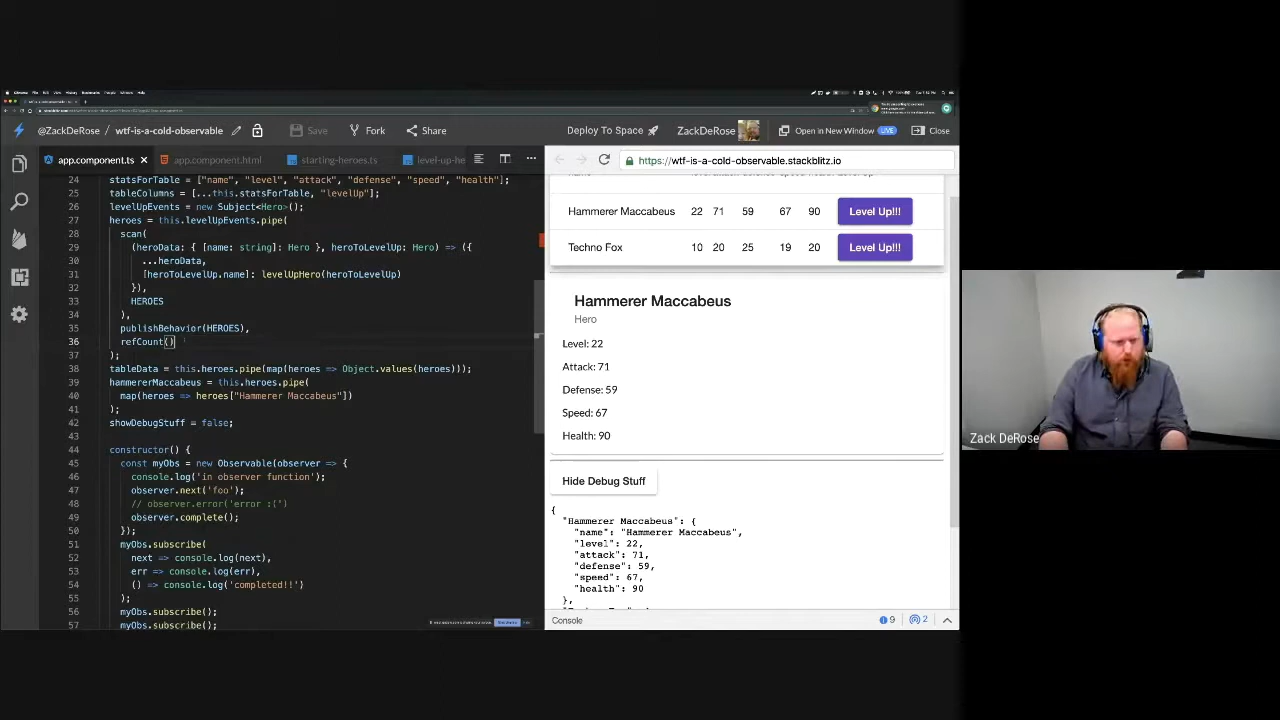 @ZackDeRose / wtf-is-a-cold-observable Save Fork Share Deploy To Space ZackDeRose Open in New Window LIVE Close
app.component.ts app.component.html starting-heroes.ts level-up-he
https://wtf-is-a-cold-observable.stackblitz.io
24 statsForTable = ["name", "level", "attack", "defense", "speed", "health"];
25 tableColumns = [...this.statsForTable, "levelUp"];
26 levelUpEvents = new Subject<Hero>();
27 heroes = this.levelUpEvents.pipe(
28 scan(
29 (heroData: { [name: string]: Hero }, heroToLevelUp: Hero) => ({
30 ...heroData,
31 [heroToLevelUp.name]: levelUpHero(heroToLevelUp)
32 }),
33 HEROES
34 ),
35 publishBehavior(HEROES),
36 refCount()
37 );
38 tableData = this.heroes.pipe(map(heroes => Object.values(heroes)));
39 hammererMaccabeus = this.heroes.pipe(
40 map(heroes => heroes["Hammerer Maccabeus"])
41 );
42 showDebugStuff = false;
43
44 constructor() {
45 const myObs = new Observable(observer => {
46 console.log('in observer function');
47 observer.next('foo');
48 // observer.error('error :(')
49 observer.complete();
50 });
51 myObs.subscribe(
52 next => console.log(next),
53 err => console.log(err),
54 () => console.log('completed!!')
55 );
56 myObs.subscribe();
57 myObs.subscribe();
Hammerer Maccabeus 22 71 59 67 90 Level Up!!!
Techno Fox 10 20 25 19 20 Level Up!!!
Hammerer Maccabeus
Hero
Level: 22
Attack: 71
Defense: 59
Speed: 67
Health: 90
Hide Debug Stuff
{
"Hammerer Maccabeus": {
"name": "Hammerer Maccabeus",
"level": 22,
"attack": 71,
"defense": 59,
"speed": 67,
"health": 90
},
Console 9 2
Zack DeRose